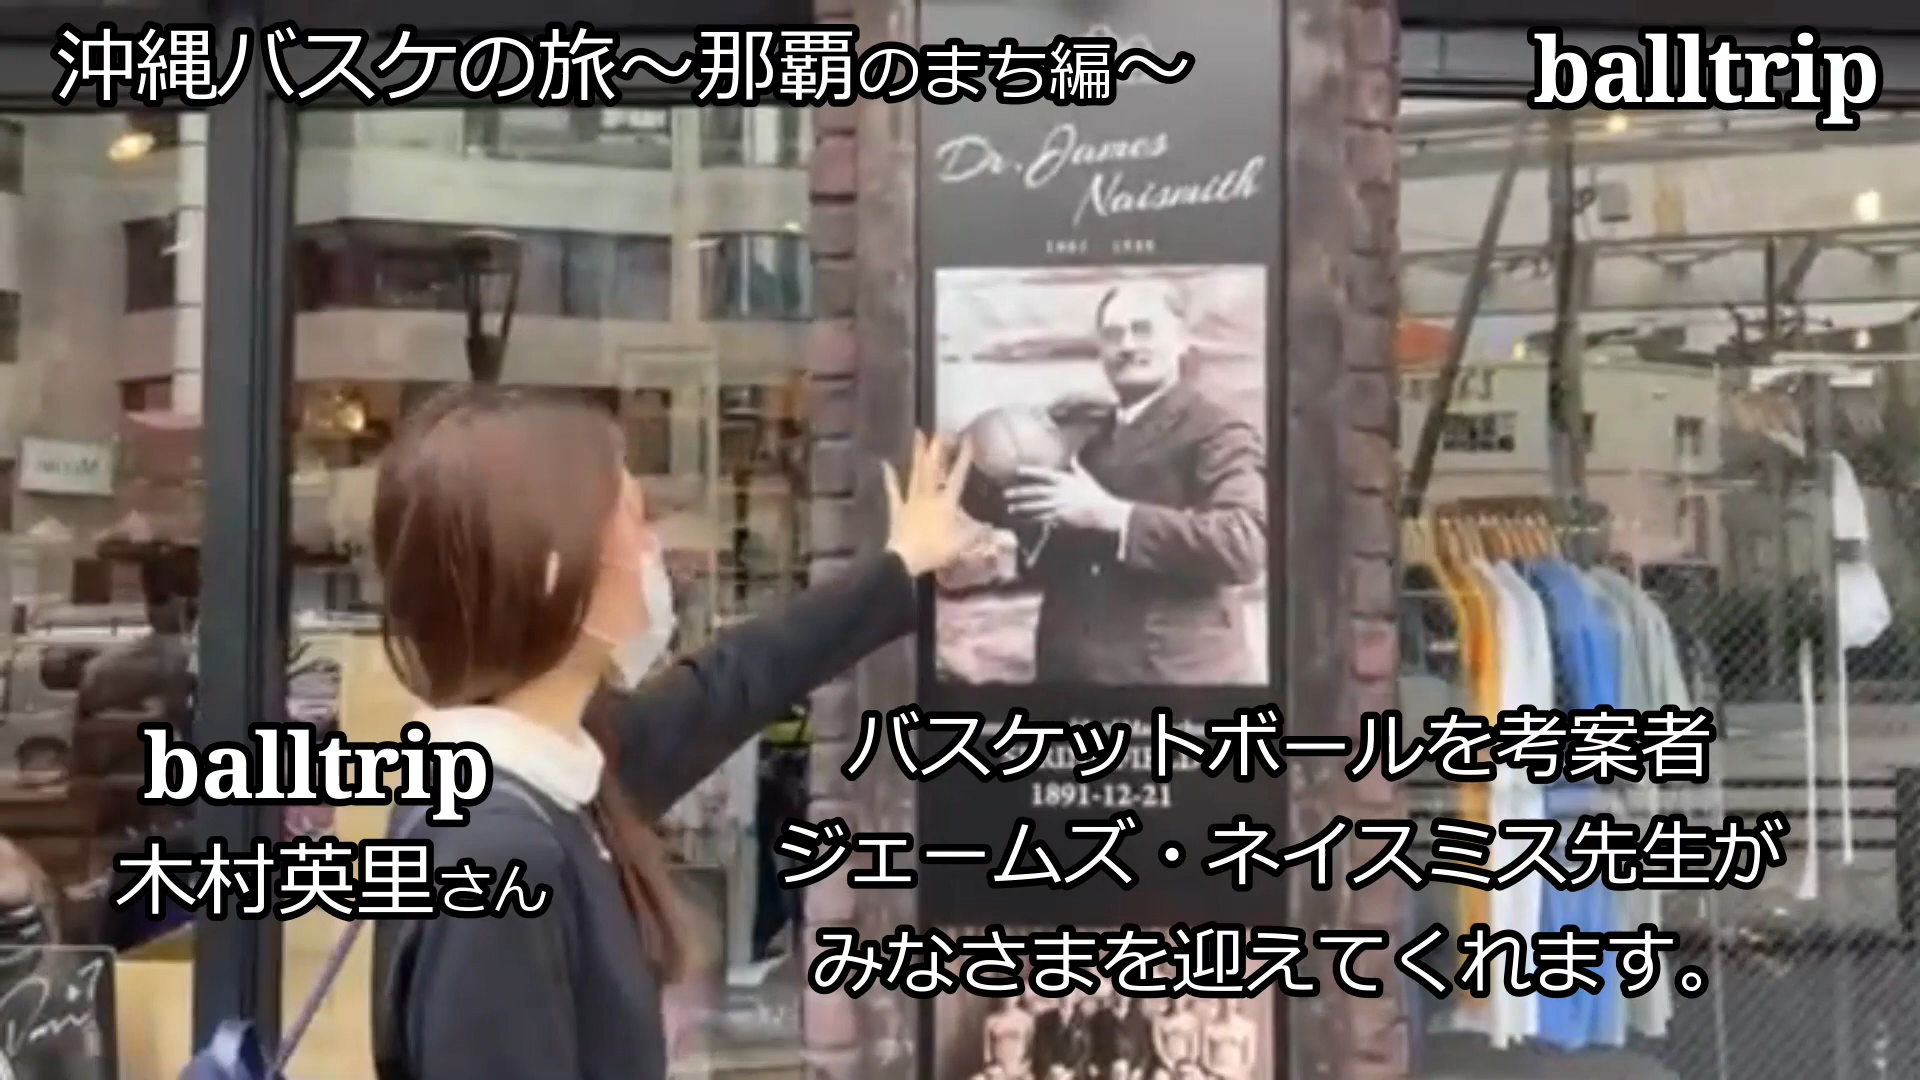 沖縄バスケの旅～那覇のまち編～
balltrip
Dr. James
Naismith
1891-12-21
balltrip
木村英里さん
バスケットボールを考案者
ジェームズ・ネイスミス先生が
みなさまを迎えてくれます。